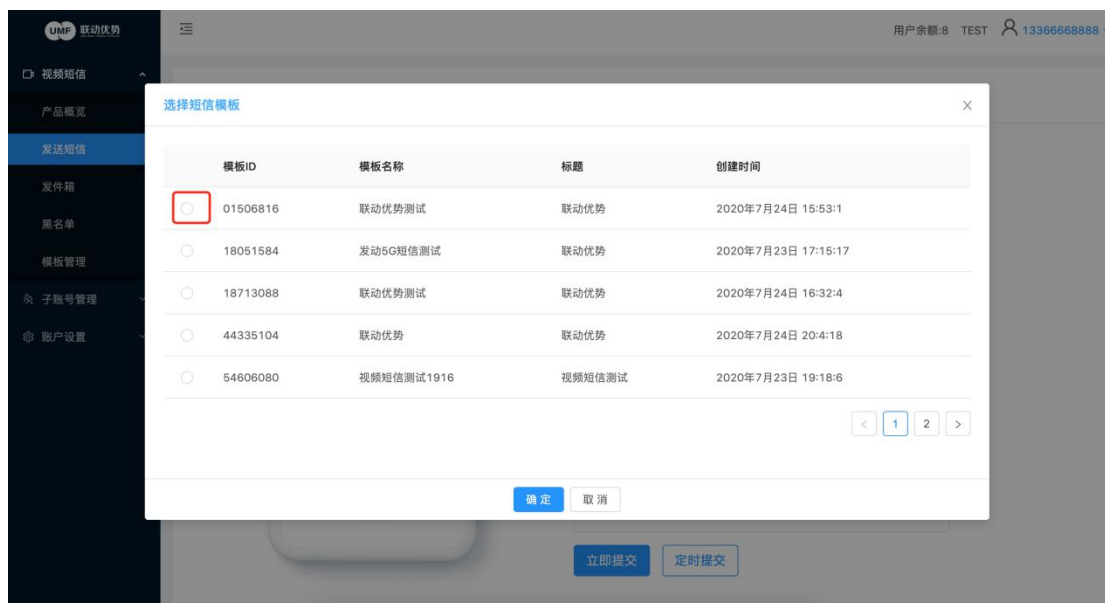 UMF 联动优势
用户余额:8 TEST 13366668888
视频短信
产品概览
发送短信
发件箱
黑名单
模板管理
子账号管理
账户设置
选择短信模板
模板ID 模板名称 标题 创建时间
01506816 联动优势测试 联动优势 2020年7月24日 15:53:1
18051584 发动5G短信测试 联动优势 2020年7月23日 17:15:17
18713088 联动优势测试 联动优势 2020年7月24日 16:32:4
44335104 联动优势 联动优势 2020年7月24日 20:4:18
54606080 视频短信测试1916 视频短信测试 2020年7月23日 19:18:6
< 1 2 >
确 定 取 消
立即提交 定时提交